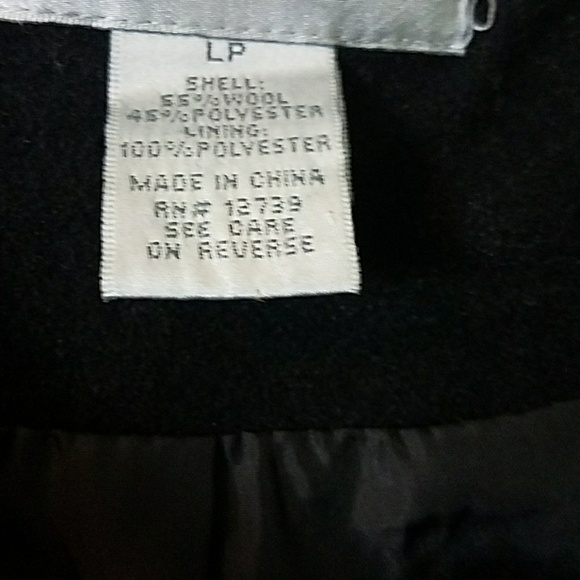 LP
SHELL:
55%WOOL
45%POLYESTER
LINING:
100%POLYESTER
MADE IN CHINA
RN# 13739
SEE CARE
ON REVERSE